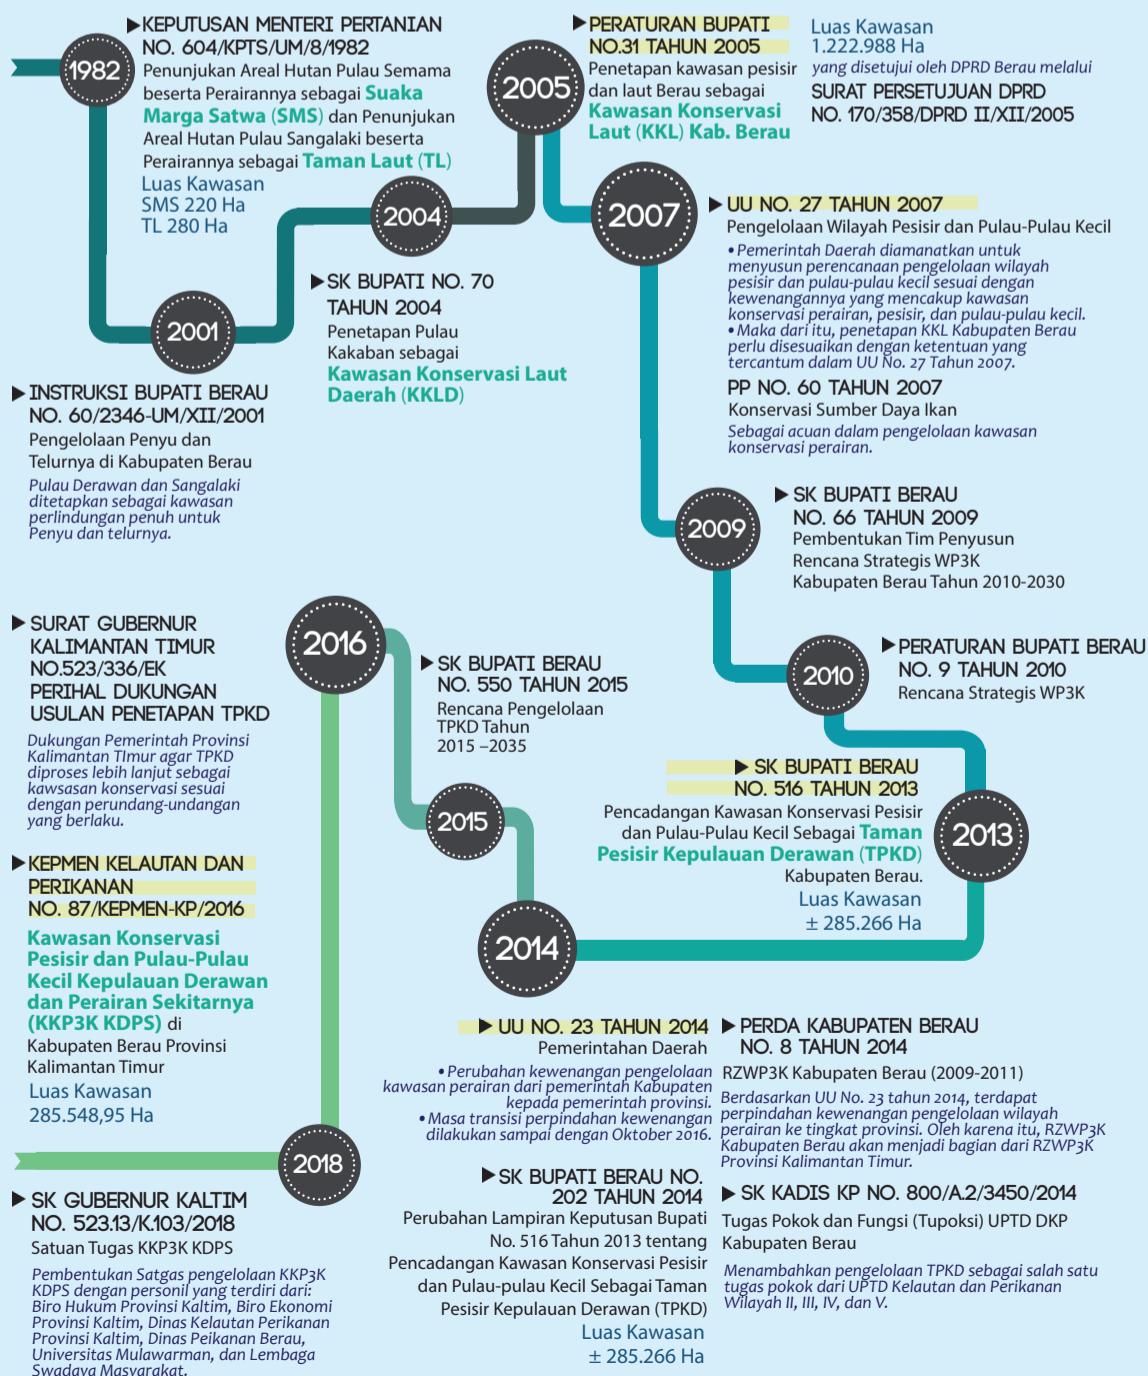 1982
KEPUTUSAN MENTERI PERTANIAN
NO. 604/KPTS/UM/8/1982
Penunjukan Areal Hutan Pulau Semama
beserta Perairannya sebagai Suaka
Marga Satwa (SMS) dan Penunjukan
Areal Hutan Pulau Sangalaki beserta
Perairannya sebagai Taman Laut (TL)
Luas Kawasan
SMS 220 Ha
TL 280 Ha
2001
INSTRUKSI BUPATI BERAU
NO. 60/2346-UM/XII/2001
Pengelolaan Penyu dan
Telurnya di Kabupaten Berau
Pulau Derawan dan Sangalaki
ditetapkan sebagai kawasan
perlindungan penuh untuk
Penyu dan telurnya.
2004
SK BUPATI NO. 70
TAHUN 2004
Penetapan Pulau
Kakaban sebagai
Kawasan Konservasi Laut
Daerah (KKLD)
2005
PERATURAN BUPATI
NO.31 TAHUN 2005
Penetapan kawasan pesisir
dan laut Berau sebagai
Kawasan Konservasi
Laut (KKL) Kab. Berau
Luas Kawasan
1.222.988 Ha
yang disetujui oleh DPRD Berau melalui
SURAT PERSETUJUAN DPRD
NO. 170/358/DPRD II/XII/2005
2007
UU NO. 27 TAHUN 2007
Pengelolaan Wilayah Pesisir dan Pulau-Pulau Kecil
• Pemerintah Daerah diamanatkan untuk
menyusun perencanaan pengelolaan wilayah
pesisir dan pulau-pulau kecil sesuai dengan
kewenangannya yang mencakup kawasan
konservasi perairan, pesisir, dan pulau-pulau kecil.
• Maka dari itu, penetapan KKL Kabupaten Berau
perlu disesuaikan dengan ketentuan yang
tercantum dalam UU No. 27 Tahun 2007.
PP NO. 60 TAHUN 2007
Konservasi Sumber Daya Ikan
Sebagai acuan dalam pengelolaan kawasan
konservasi perairan.
2009
SK BUPATI BERAU
NO. 66 TAHUN 2009
Pembentukan Tim Penyusun
Rencana Strategis WP3K
Kabupaten Berau Tahun 2010-2030
2010
PERATURAN BUPATI BERAU
NO. 9 TAHUN 2010
Rencana Strategis WP3K
2013
SK BUPATI BERAU
NO. 516 TAHUN 2013
Pencadangan Kawasan Konservasi Pesisir
dan Pulau-Pulau Kecil Sebagai Taman
Pesisir Kepulauan Derawan (TPKD)
Kabupaten Berau.
Luas Kawasan
± 285.266 Ha
2014
UU NO. 23 TAHUN 2014
Pemerintahan Daerah
• Perubahan kewenangan pengelolaan
kawasan perairan dari pemerintah Kabupaten
kepada pemerintah provinsi.
• Masa transisi perpindahan kewenangan
dilakukan sampai dengan Oktober 2016.
SK BUPATI BERAU NO.
202 TAHUN 2014
Perubahan Lampiran Keputusan Bupati
No. 516 Tahun 2013 tentang
Pencadangan Kawasan Konservasi Pesisir
dan Pulau-pulau Kecil Sebagai Taman
Pesisir Kepulauan Derawan (TPKD)
Luas Kawasan
± 285.266 Ha
PERDA KABUPATEN BERAU
NO. 8 TAHUN 2014
RZWP3K Kabupaten Berau (2009-2011)
Berdasarkan UU No. 23 tahun 2014, terdapat
perpindahan kewenangan pengelolaan wilayah
perairan ke tingkat provinsi. Oleh karena itu, RZWP3K
Kabupaten Berau akan menjadi bagian dari RZWP3K
Provinsi Kalimantan Timur.
SK KADIS KP NO. 800/A.2/3450/2014
Tugas Pokok dan Fungsi (Tupoksi) UPTD DKP
Kabupaten Berau
Menambahkan pengelolaan TPKD sebagai salah satu
tugas pokok dari UPTD Kelautan dan Perikanan
Wilayah II, III, IV, dan V.
2015
SK BUPATI BERAU
NO. 550 TAHUN 2015
Rencana Pengelolaan
TPKD Tahun
2015 –2035
2016
SURAT GUBERNUR
KALIMANTAN TIMUR
NO.523/336/EK
PERIHAL DUKUNGAN
USULAN PENETAPAN TPKD
Dukungan Pemerintah Provinsi
Kalimantan TImur agar TPKD
diproses lebih lanjut sebagai
kawsasan konservasi sesuai
dengan perundang-undangan
yang berlaku.
KEPMEN KELAUTAN DAN
PERIKANAN
NO. 87/KEPMEN-KP/2016
Kawasan Konservasi
Pesisir dan Pulau-Pulau
Kecil Kepulauan Derawan
dan Perairan Sekitarnya
(KKP3K KDPS) di
Kabupaten Berau Provinsi
Kalimantan Timur
Luas Kawasan
285.548,95 Ha
2018
SK GUBERNUR KALTIM
NO. 523.13/K.103/2018
Satuan Tugas KKP3K KDPS
Pembentukan Satgas pengelolaan KKP3K
KDPS dengan personil yang terdiri dari:
Biro Hukum Provinsi Kaltim, Biro Ekonomi
Provinsi Kaltim, Dinas Kelautan Perikanan
Provinsi Kaltim, Dinas Peikanan Berau,
Universitas Mulawarman, dan Lembaga
Swadaya Masyarakat.